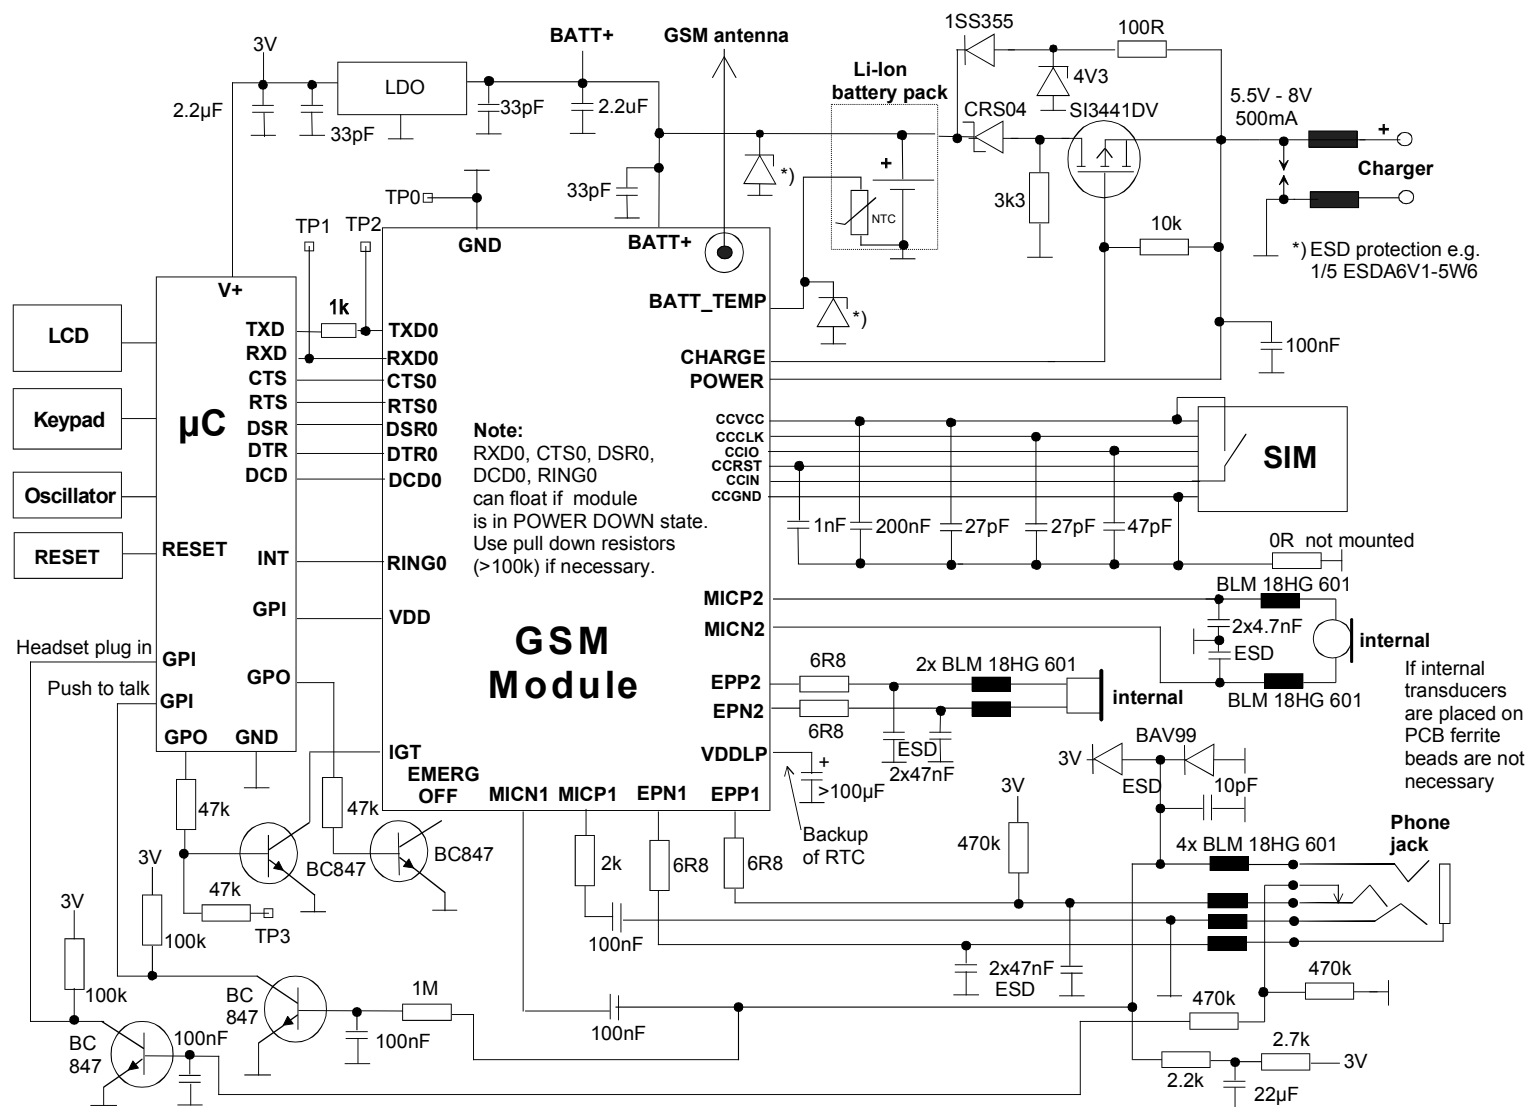 1SS355
100R
BATT+
GSM antenna
3V
LDO
Li-Ion
battery pack
4V3
2.2µF
33pF
33pF
2.2uF
CRS04
SI3441DV
5.5V - 8V
500mA
+
Charger
+
*)
33pF
TP0
NTC
3k3
10k
TP1
TP2
GND
BATT+
*) ESD protection e.g.
1/5 ESDA6V1-5W6
V+
1k
BATT_TEMP
*)
LCD
TXD
TXD0
RXD
RXD0
CHARGE
100nF
CTS
CTS0
POWER
Keypad
µC
RTS
RTS0
DSR
DSR0
DTR
DTR0
DCD
DCD0
Note:
RXD0, CTS0, DSR0,
DCD0, RING0
can float if module
is in POWER DOWN state.
Use pull down resistors
(>100k) if necessary.
CCVCC
CCCLK
CCIO
CCRST
CCIN
CCGND
SIM
Oscillator
1nF
200nF
27pF
27pF
47pF
RESET
RESET
INT
RING0
0R not mounted
BLM 18HG 601
GPI
VDD
MICP2
MICN2
2x4.7nF
ESD
internal
BLM 18HG 601
GSM
Module
Headset plug in
GPI
GPO
Push to talk
GPI
6R8
2x BLM 18HG 601
EPP2
EPN2
internal
6R8
ESD
2x47nF
If internal
transducers
are placed on
PCB ferrite
beads are not
necessary
GPO
GND
IGT
EMERG
OFF
VDDLP
+
>100µF
3V
BAV99
ESD
10pF
MICN1
MICP1
EPN1
EPP1
47k
47k
3V
Backup
of RTC
470k
Phone
jack
4x BLM 18HG 601
BC847
BC847
2k
6R8
6R8
3V
47k
TP3
3V
100k
100nF
2x47nF
ESD
470k
100k
BC
847
1M
470k
100nF
100nF
BC
847
100nF
2.7k
3V
2.2k
22µF